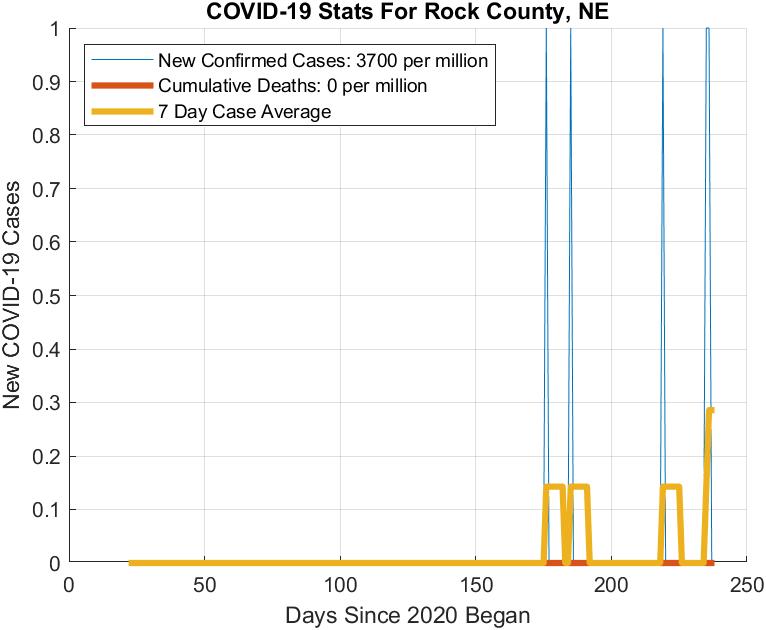 COVID-19 Stats For Rock County, NE
New Confirmed Cases: 3700 per million
Cumulative Deaths: 0 per million
7 Day Case Average
New COVID-19 Cases
1
0.9
0.8
0.7
0.6
0.5
0.4
0.3
0.2
0.1
0
0 50 100 150 200 250
Days Since 2020 Began